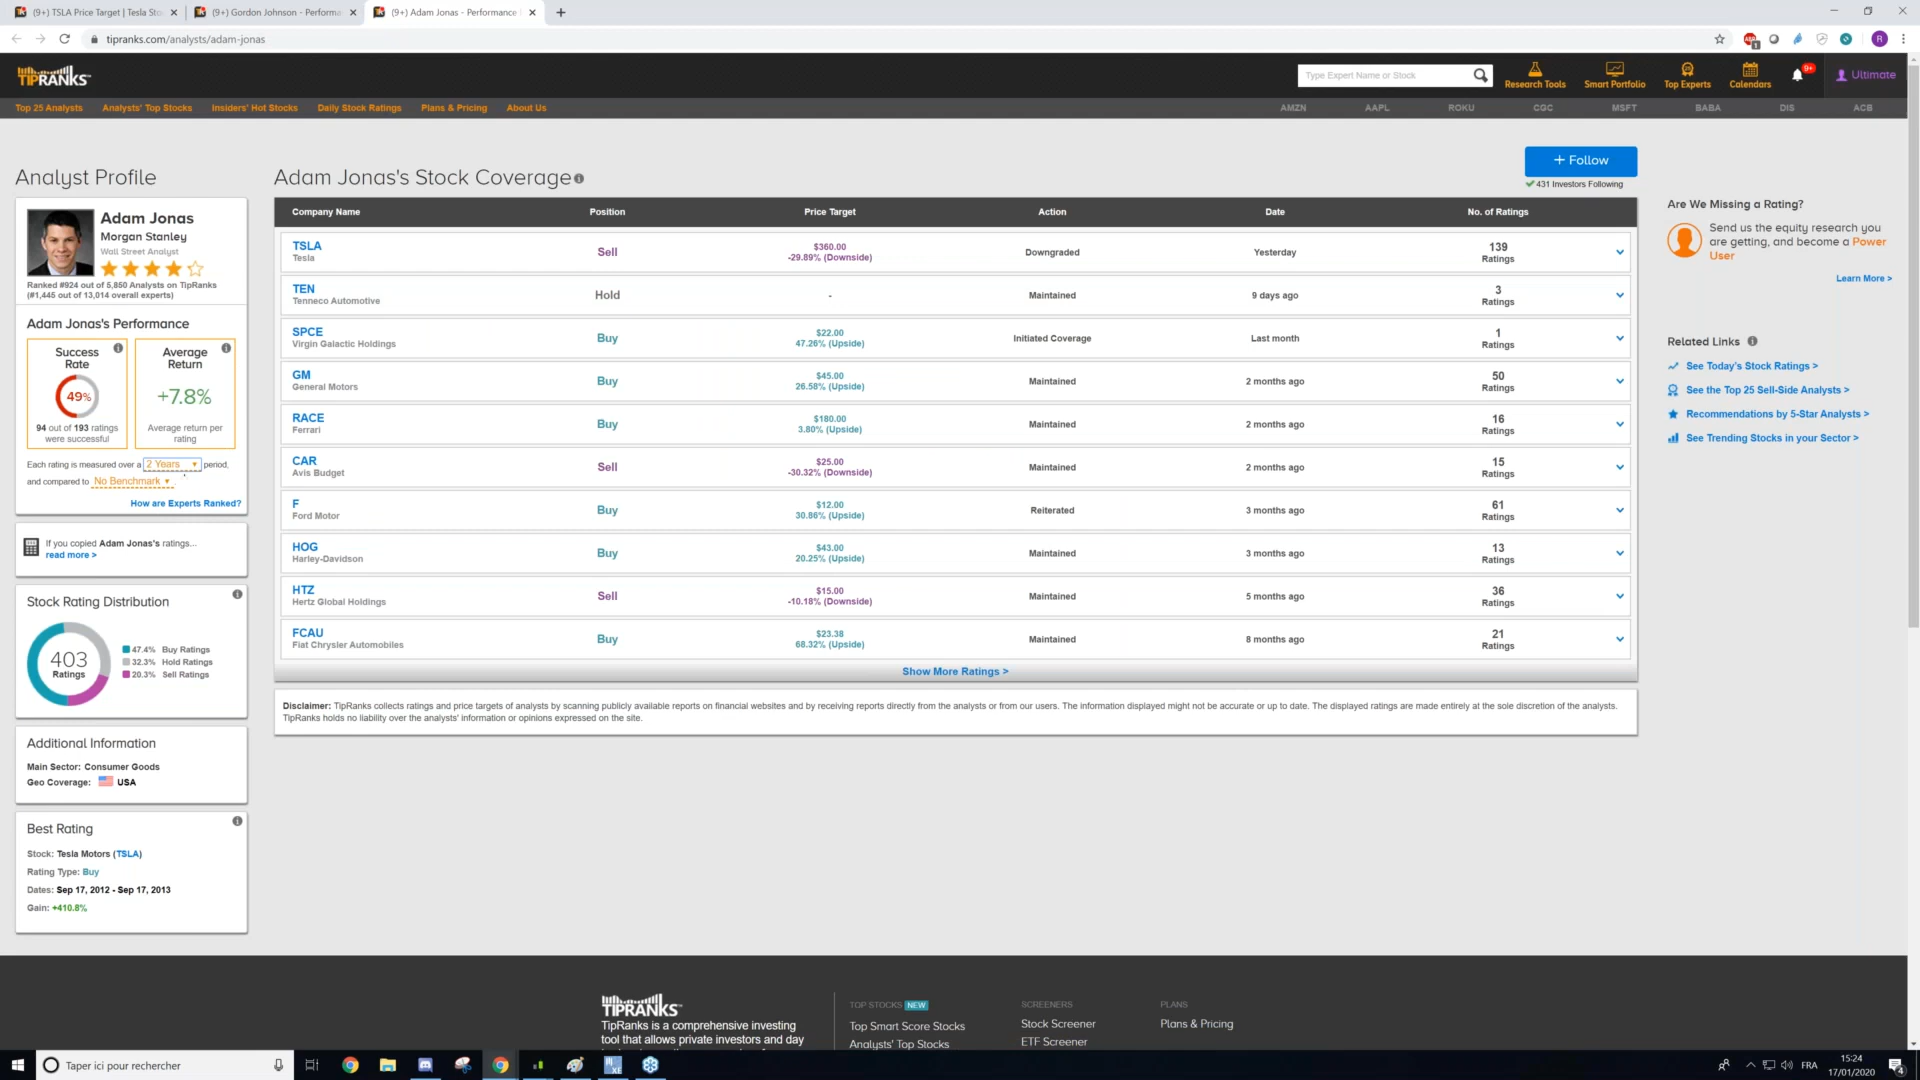 (9+) TSLA Price Target | Tesla Sto
(9+) Gordon Johnson - Performa
(9+) Adam Jonas - Performance
tipranks.com/analysts/adam-jonas
TIPRANKS
Type Expert Name or Stock
Research Tools
Smart Portfolio
Top Experts
Calendars
9+
Ultimate
Top 25 Analysts
Analysts' Top Stocks
Insiders' Hot Stocks
Daily Stock Ratings
Plans & Pricing
About Us
AMZN
AAPL
ROKU
CGC
MSFT
BABA
DIS
ACB
Analyst Profile
Adam Jonas
Morgan Stanley
Wall Street Analyst
Ranked #924 out of 5,850 Analysts on TipRanks
(#1,445 out of 13,014 overall experts)
Adam Jonas's Performance
Success Rate
49%
94 out of 193 ratings
were successful
Average Return
+7.8%
Average return per
rating
Each rating is measured over a 2 Years period,
and compared to No Benchmark
How are Experts Ranked?
If you copied Adam Jonas's ratings...
read more >
Stock Rating Distribution
403
Ratings
47.4% Buy Ratings
32.3% Hold Ratings
20.3% Sell Ratings
Additional Information
Main Sector: Consumer Goods
Geo Coverage: USA
Best Rating
Stock: Tesla Motors (TSLA)
Rating Type: Buy
Dates: Sep 17, 2012 - Sep 17, 2013
Gain: +410.8%
Adam Jonas's Stock Coverage
+ Follow
431 Investors Following
Company Name Position Price Target Action Date No. of Ratings
TSLA Sell $360.00 Downgraded Yesterday 139
Tesla -29.89% (Downside) Ratings
TEN Hold - Maintained 9 days ago 3
Tenneco Automotive Ratings
SPCE Buy $22.00 Initiated Coverage Last month 1
Virgin Galactic Holdings 47.26% (Upside) Ratings
GM Buy $45.00 Maintained 2 months ago 50
General Motors 26.58% (Upside) Ratings
RACE Buy $180.00 Maintained 2 months ago 16
Ferrari 3.80% (Upside) Ratings
CAR Sell $25.00 Maintained 2 months ago 15
Avis Budget -30.32% (Downside) Ratings
F Buy $12.00 Reiterated 3 months ago 61
Ford Motor 30.86% (Upside) Ratings
HOG Buy $43.00 Maintained 3 months ago 13
Harley-Davidson 20.25% (Upside) Ratings
HTZ Sell $15.00 Maintained 5 months ago 36
Hertz Global Holdings -10.18% (Downside) Ratings
FCAU Buy $23.38 Maintained 8 months ago 21
Fiat Chrysler Automobiles 68.32% (Upside) Ratings
Show More Ratings >
Disclaimer: TipRanks collects ratings and price targets of analysts by scanning publicly available reports on financial websites and by receiving reports directly from the analysts or from our users. The information displayed might not be accurate or up to date. The displayed ratings are made entirely at the sole discretion of the analysts.
TipRanks holds no liability over the analysts' information or opinions expressed on the site.
Are We Missing a Rating?
Send us the equity research you
are getting, and become a Power
User
Learn More >
Related Links
See Today's Stock Ratings >
See the Top 25 Sell-Side Analysts >
Recommendations by 5-Star Analysts >
See Trending Stocks in your Sector >
TIPRANKS
TipRanks is a comprehensive investing
tool that allows private investors and day
TOP STOCKS NEW
Top Smart Score Stocks
Analysts' Top Stocks
SCREENERS
Stock Screener
ETF Screener
PLANS
Plans & Pricing
Taper ici pour rechercher
FRA
15:24
17/01/2020